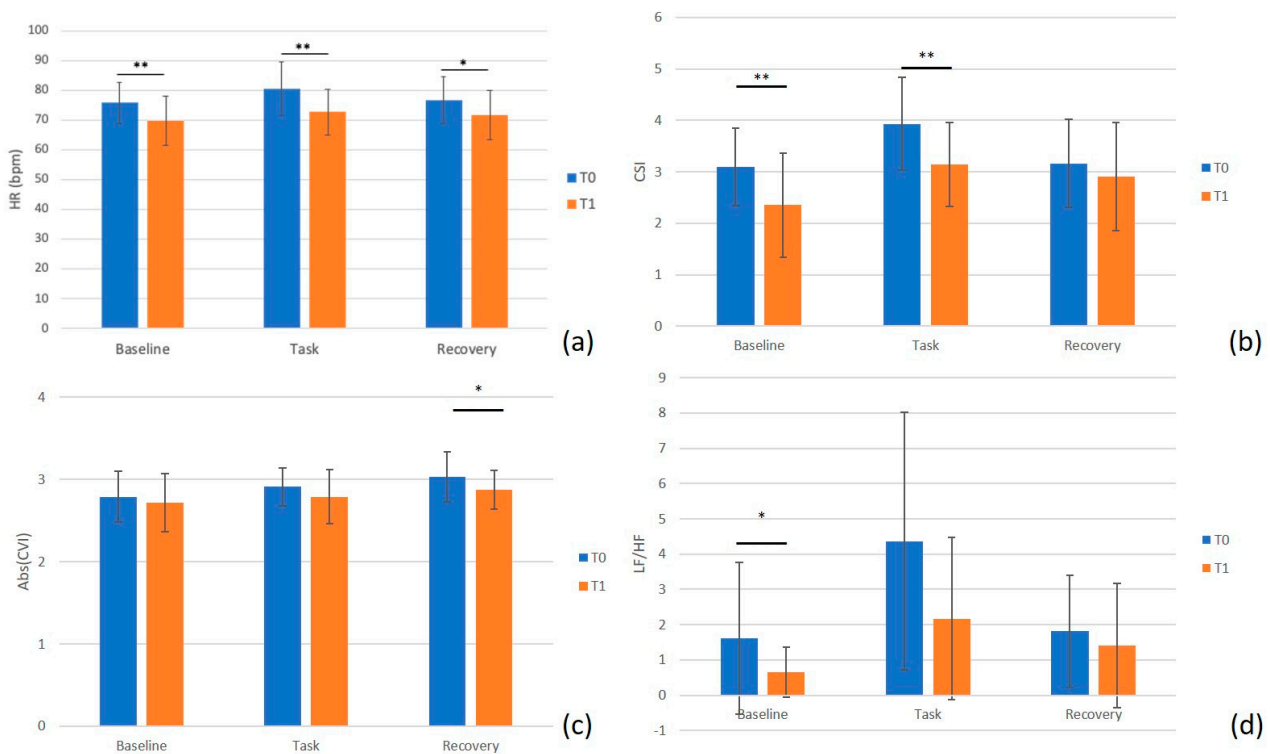 100
90
80
70
60
50
40
30
20
10
0
HR (bpm)
**
**
*
Baseline
Task
Recovery
T0
T1
(a)
6
5
4
3
2
1
0
CSI
**
**
Baseline
Task
Recovery
T0
T1
(b)
4
3
2
1
0
Abs(CVI)
*
Baseline
Task
Recovery
T0
T1
(c)
9
8
7
6
5
4
3
2
1
0
-1
LF/HF
*
Baseline
Task
Recovery
T0
T1
(d)